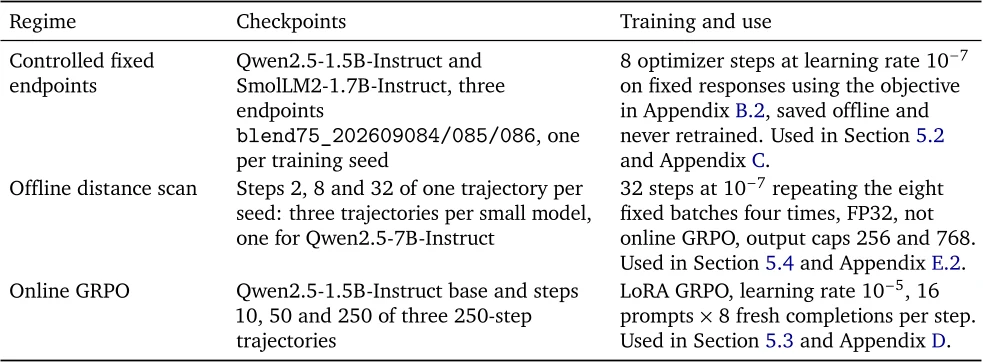 Regime Checkpoints Training and use
Controlled fixed endpoints
Qwen2.5-1.5B-Instruct and
SmolLM2-1.7B-Instruct, three
endpoints
blend75_202609084/085/086, one
per training seed
8 optimizer steps at learning rate 10⁻⁷
on fixed responses using the objective
in Appendix B.2, saved offline and
never retrained. Used in Section 5.2
and Appendix C.
Offline distance scan
Steps 2, 8 and 32 of one trajectory per
seed: three trajectories per small model,
one for Qwen2.5-7B-Instruct
32 steps at 10⁻⁷ repeating the eight
fixed batches four times, FP32, not
online GRPO, output caps 256 and 768.
Used in Section 5.4 and Appendix E.2.
Online GRPO
Qwen2.5-1.5B-Instruct base and steps
10, 50 and 250 of three 250-step
trajectories
LoRA GRPO, learning rate 10⁻⁵, 16
prompts × 8 fresh completions per step.
Used in Section 5.3 and Appendix D.